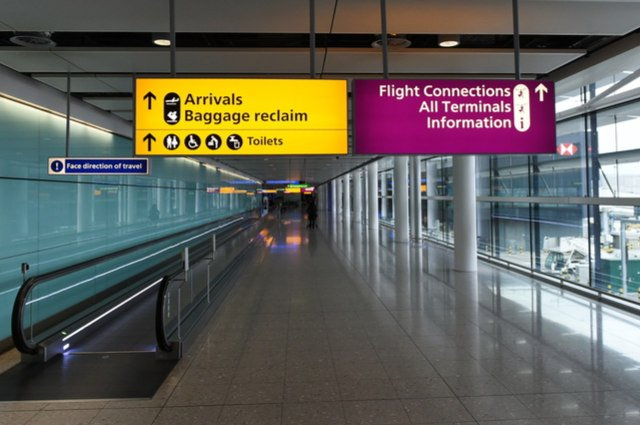 Arrivals
Baggage reclaim
Toilets
Flight Connections
All Terminals
Information
Face direction of travel